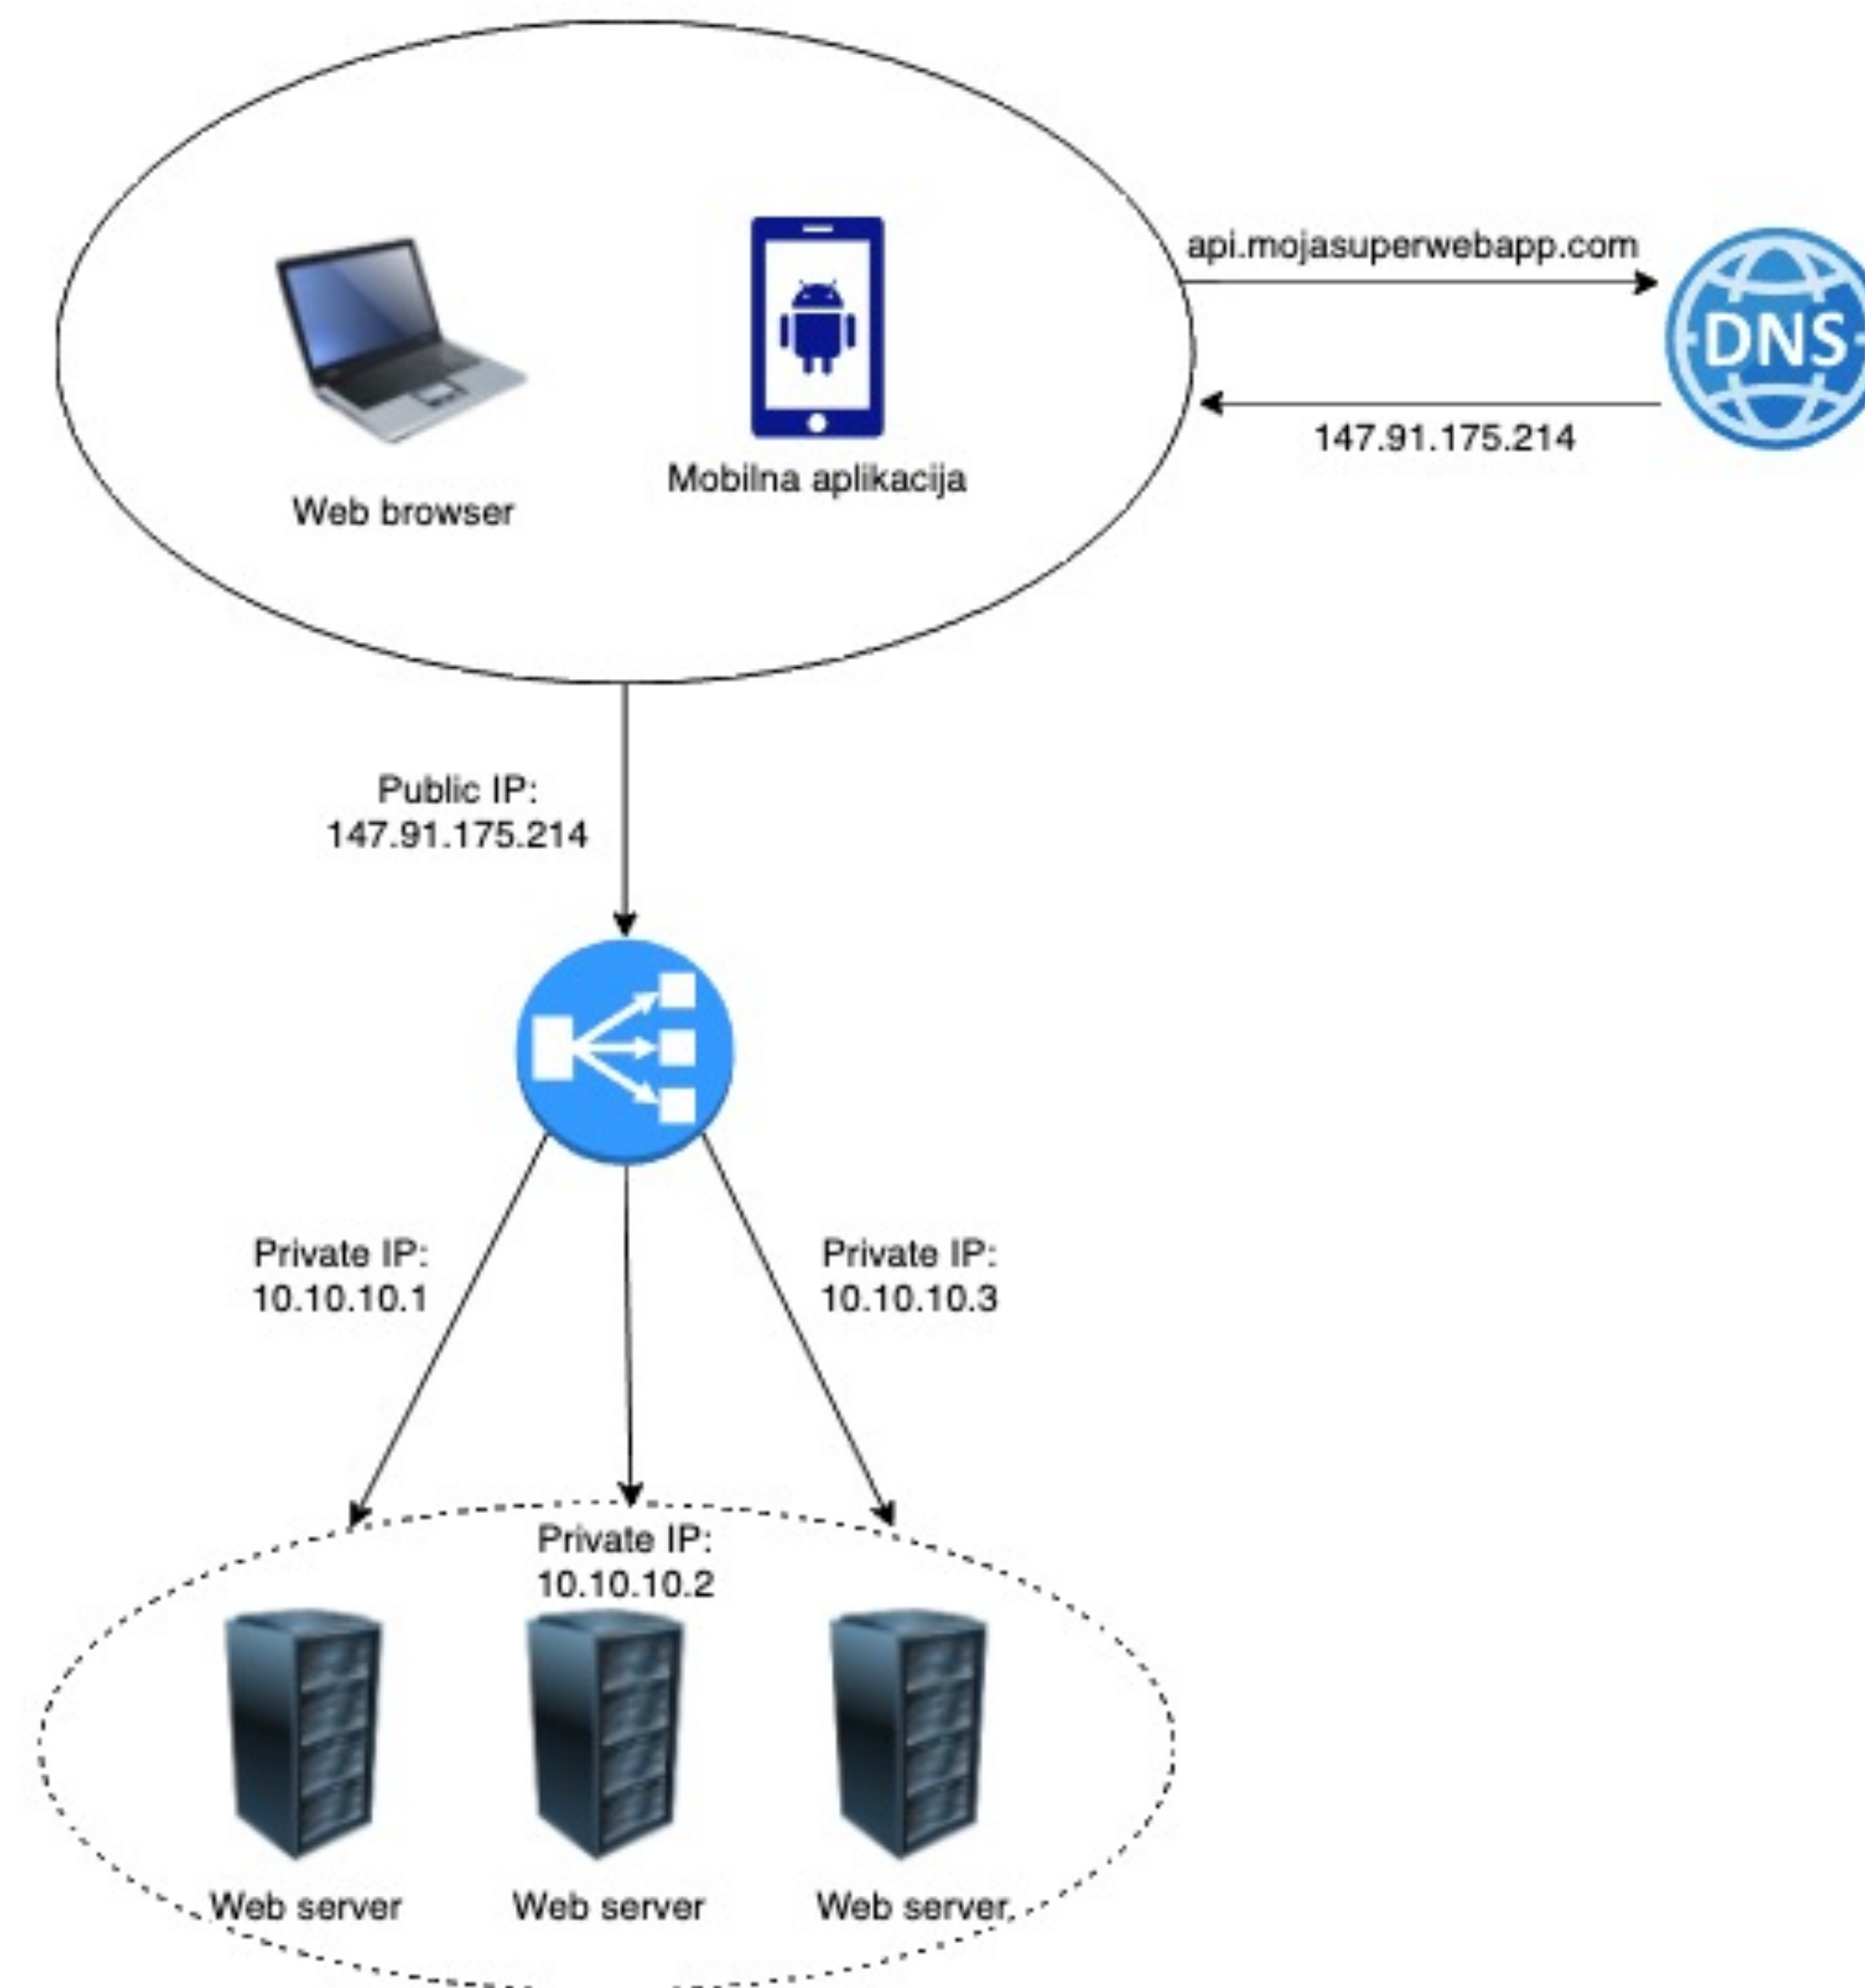 api.mojasuperwebapp.com
DNS
147.91.175.214
Mobilna aplikacija
Web browser
Public IP:
147.91.175.214
Private IP:
10.10.10.1
Private IP:
10.10.10.3
Private IP:
10.10.10.2
Web server
Web server
Web server